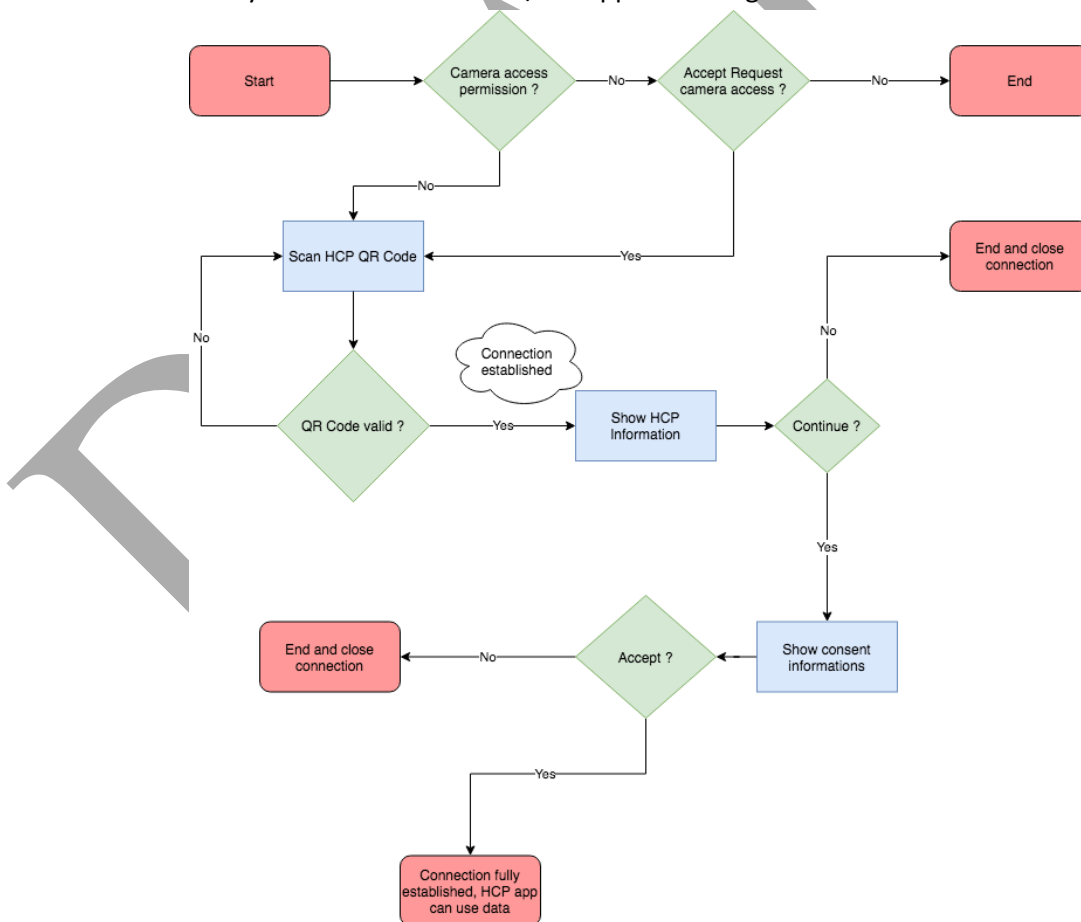 Start
Camera access
permission ?
No
Accept Request
camera access ?
No
End
No
Scan HCP QR Code
Yes
End and close
connection
No
No
Connection
established
QR Code valid ?
Yes
Show HCP
Information
Continue ?
Yes
End and close
connection
No
Accept ?
Show consent
informations
Yes
Connection fully
established, HCP app
can use data